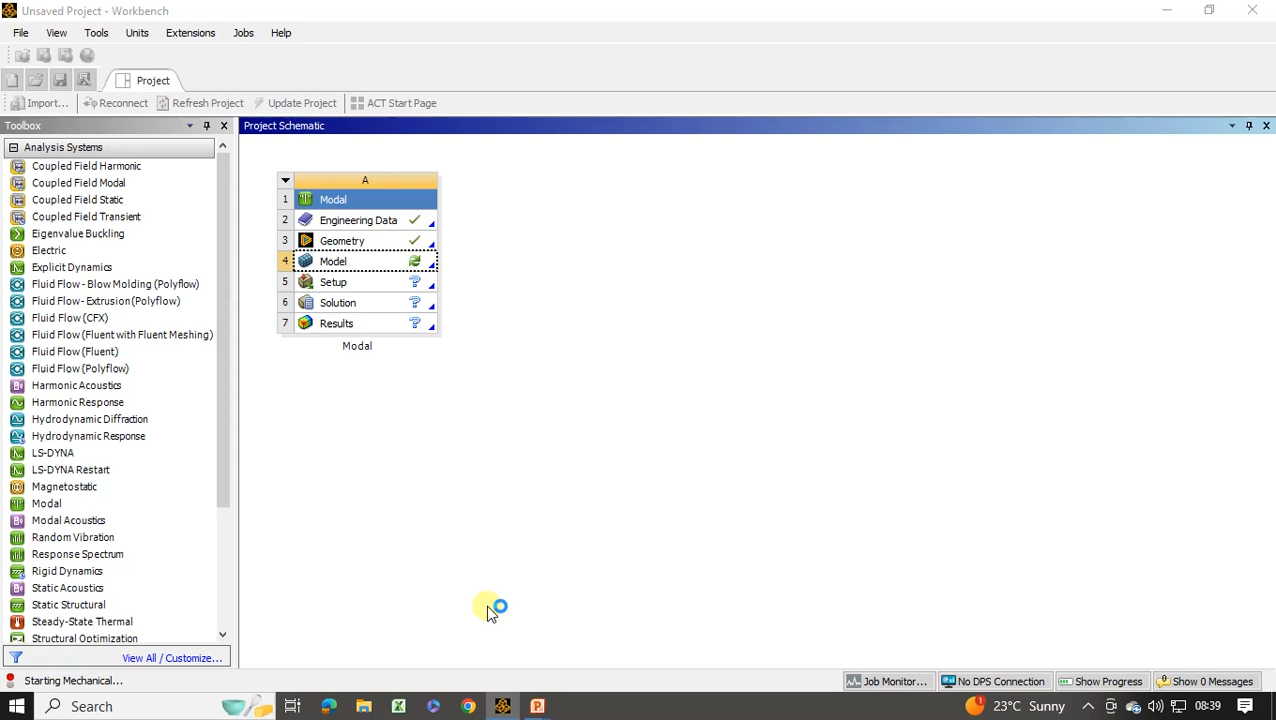 Unsaved Project - Workbench
File View Tools Units Extensions Jobs Help
Project
Import... Reconnect Refresh Project Update Project ACT Start Page
Toolbox
Analysis Systems
Coupled Field Harmonic
Coupled Field Modal
Coupled Field Static
Coupled Field Transient
Eigenvalue Buckling
Electric
Explicit Dynamics
Fluid Flow - Blow Molding (Polyflow)
Fluid Flow - Extrusion (Polyflow)
Fluid Flow (CFX)
Fluid Flow (Fluent with Fluent Meshing)
Fluid Flow (Fluent)
Fluid Flow (Polyflow)
Harmonic Acoustics
Harmonic Response
Hydrodynamic Diffraction
Hydrodynamic Response
LS-DYNA
LS-DYNA Restart
Magnetostatic
Modal
Modal Acoustics
Random Vibration
Response Spectrum
Rigid Dynamics
Static Acoustics
Static Structural
Steady-State Thermal
Structural Optimization
View All / Customize...
Project Schematic
A
1 Modal
2 Engineering Data
3 Geometry
4 Model
5 Setup ?
6 Solution ?
7 Results ?
Modal
Starting Mechanical... Job Monitor... No DPS Connection Show Progress Show 0 Messages
Search 23°C Sunny 08:39